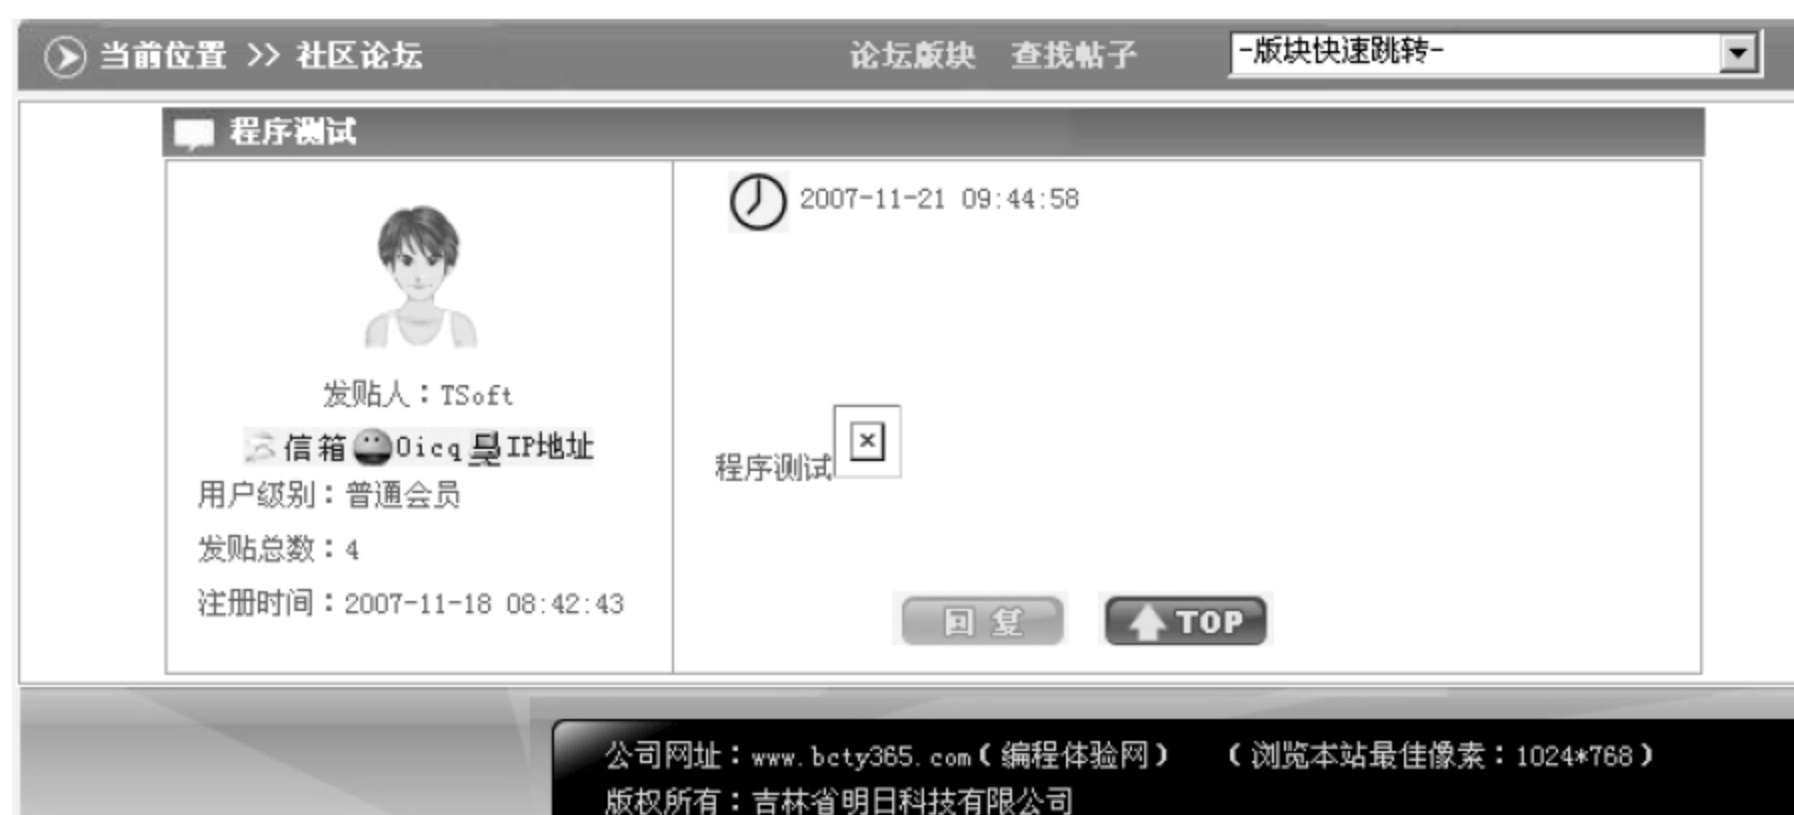 当前位置 >> 社区论坛 论坛版块 查找帖子 -版块快速跳转-
程序测试
2007-11-21 09:44:58
发贴人：TSoft
信箱 Oicq IP地址
用户级别：普通会员
发贴总数：4
注册时间：2007-11-18 08:42:43
程序测试
回复 TOP
公司网址：www.bcty365.com（编程体验网） （浏览本站最佳像素：1024*768）
版权所有：吉林省明日科技有限公司